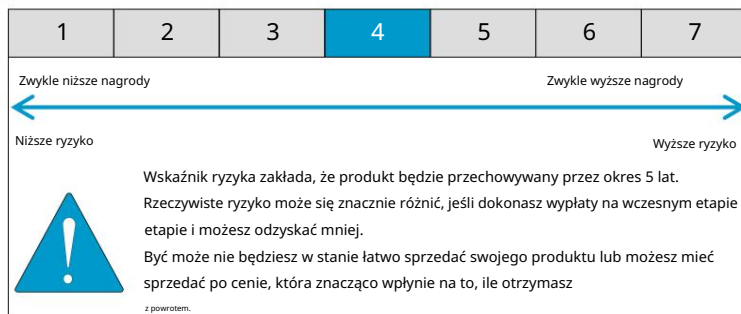 1 2 3 4 5 6 7
Zwykle niższe nagrody Zwykle wyższe nagrody
Niższe ryzyko Wyższe ryzyko
Wskaźnik ryzyka zakłada, że produkt będzie przechowywany przez okres 5 lat.
Rzeczywiste ryzyko może się znacznie różnić, jeśli dokonasz wypłaty na wczesnym etapie
etapie i możesz odzyskać mniej.
Być może nie będziesz w stanie łatwo sprzedać swojego produktu lub możesz mieć
sprzedać po cenie, która znacząco wpłynie na to, ile otrzymasz
z powrotem.